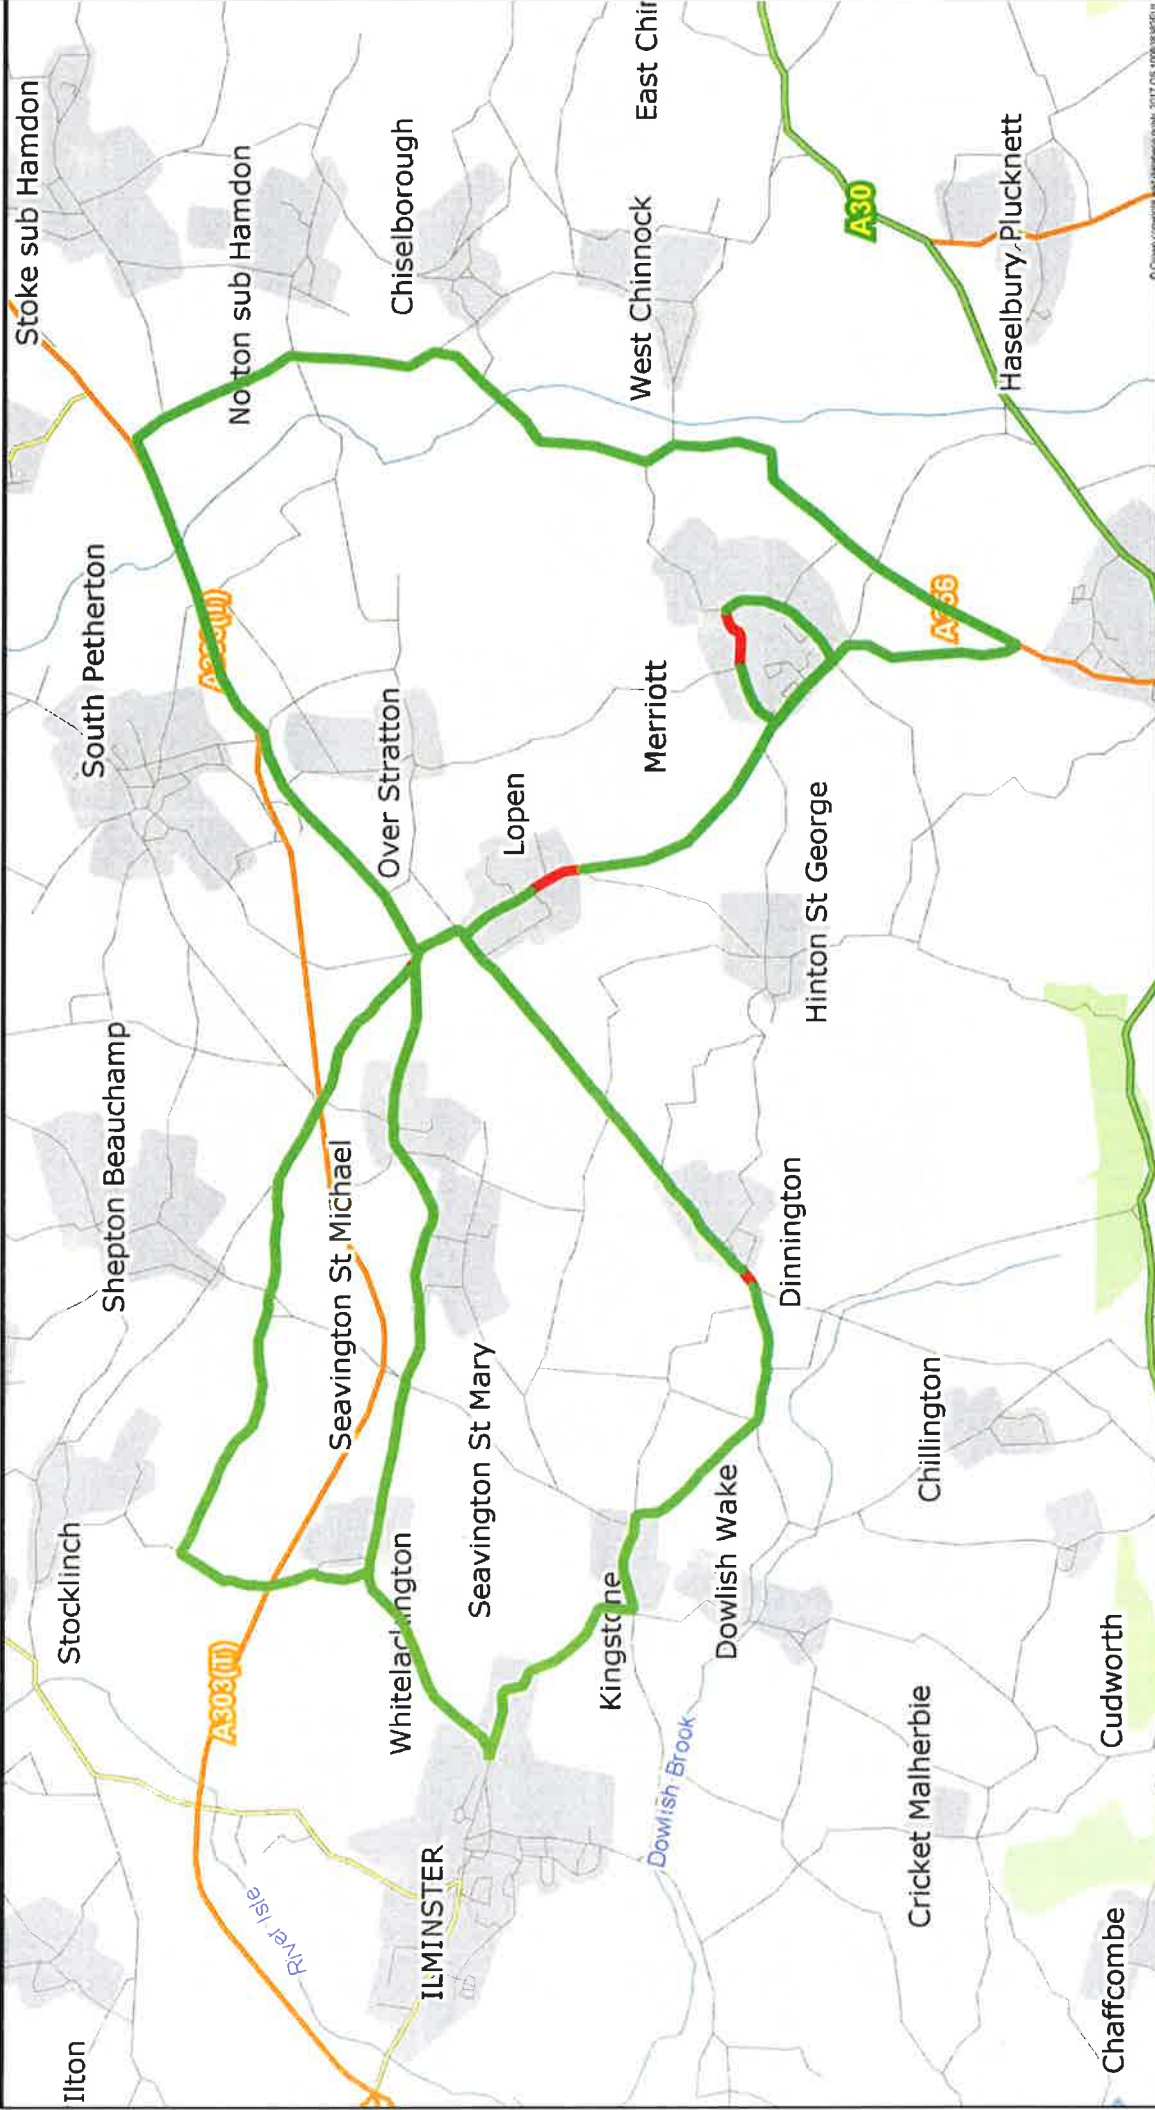 Stoke sub Hamdon
Ilton
Stocklinch
South Petherton
Shepton Beauchamp
A303(T)
Norton sub Hamdon
River Isle
Seavington St Michael
Over Stratton
Whitelackington
Chiselborough
ILMINSTER
Seavington St Mary
Lopen
Kingstone
West Chinnock
East Chin
Merriott
Dowlish Brook
Dowlish Wake
Dinnington
Hinton St George
A30
Cricket Malherbie
Chillington
A356
Haselbury Plucknett
Cudworth
Chaffcombe